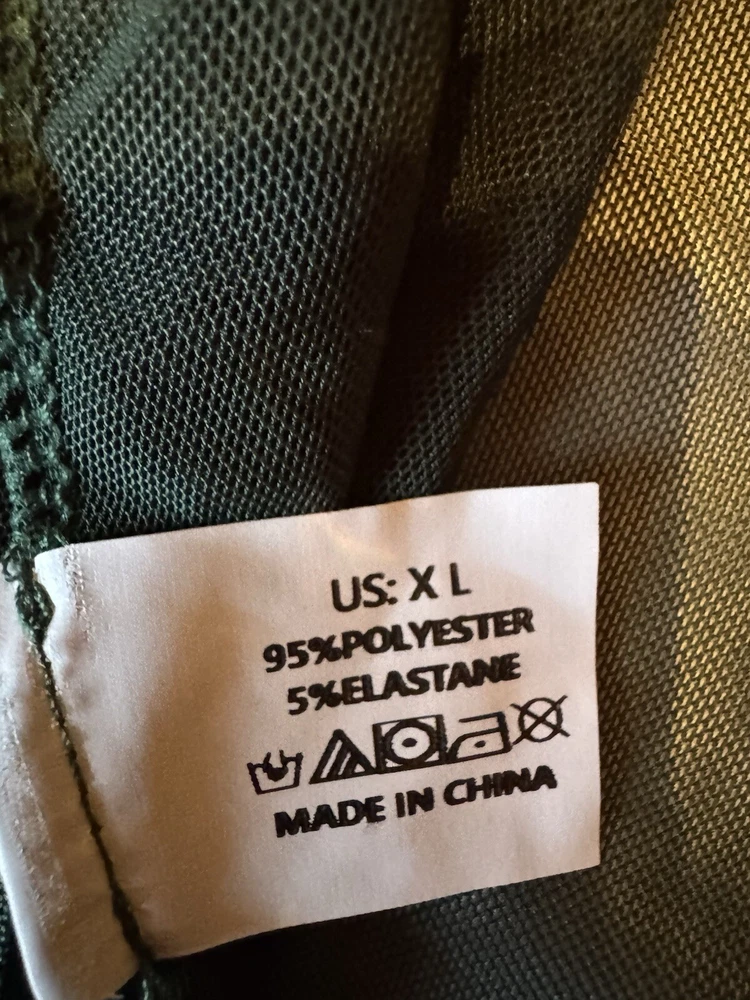 US: X L
95%POLYESTER
5%ELASTANE
MADE IN CHINA